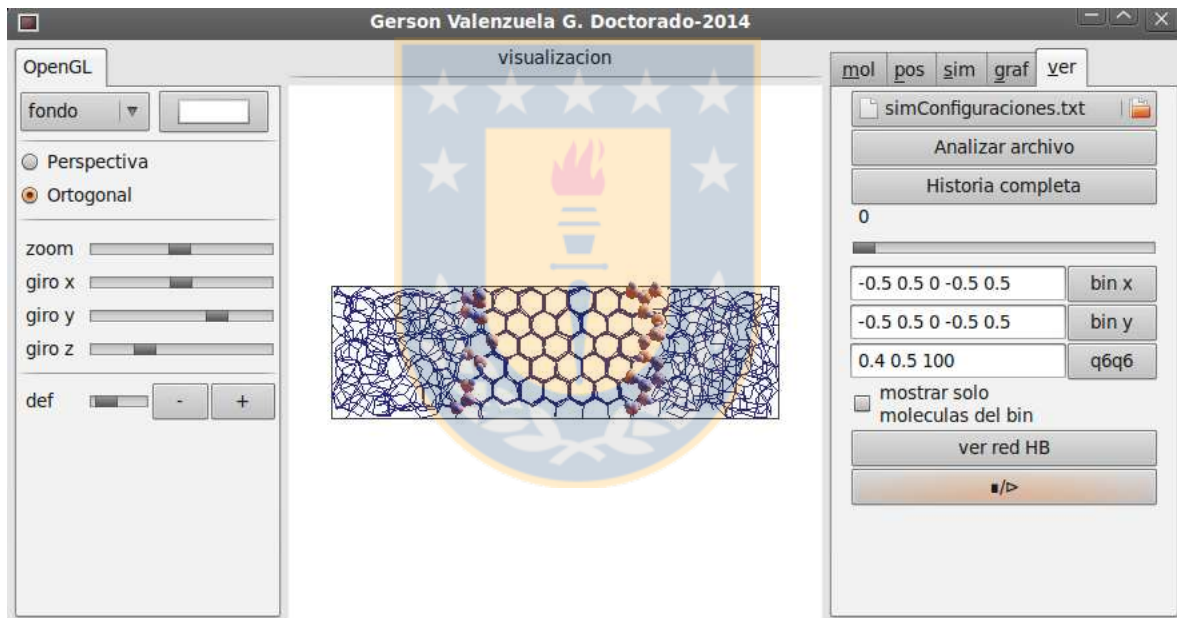 Gerson Valenzuela G. Doctorado-2014
OpenGL
fondo
Perspectiva
Ortogonal
zoom
giro x
giro y
giro z
def
-
+
visualizacion
mol pos sim graf ver
simConfiguraciones.txt
Analizar archivo
Historia completa
0
-0.5 0.5 0 -0.5 0.5 bin x
-0.5 0.5 0 -0.5 0.5 bin y
0.4 0.5 100 q6q6
mostrar solo
moleculas del bin
ver red HB